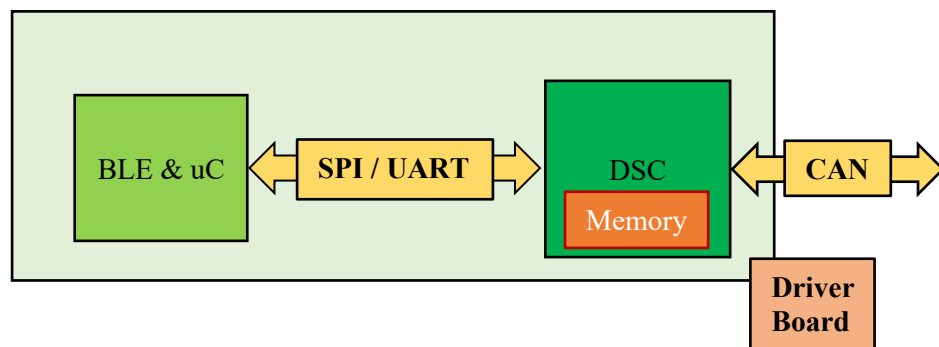 BLE & uC
SPI / UART
DSC
Memory
CAN
Driver
Board